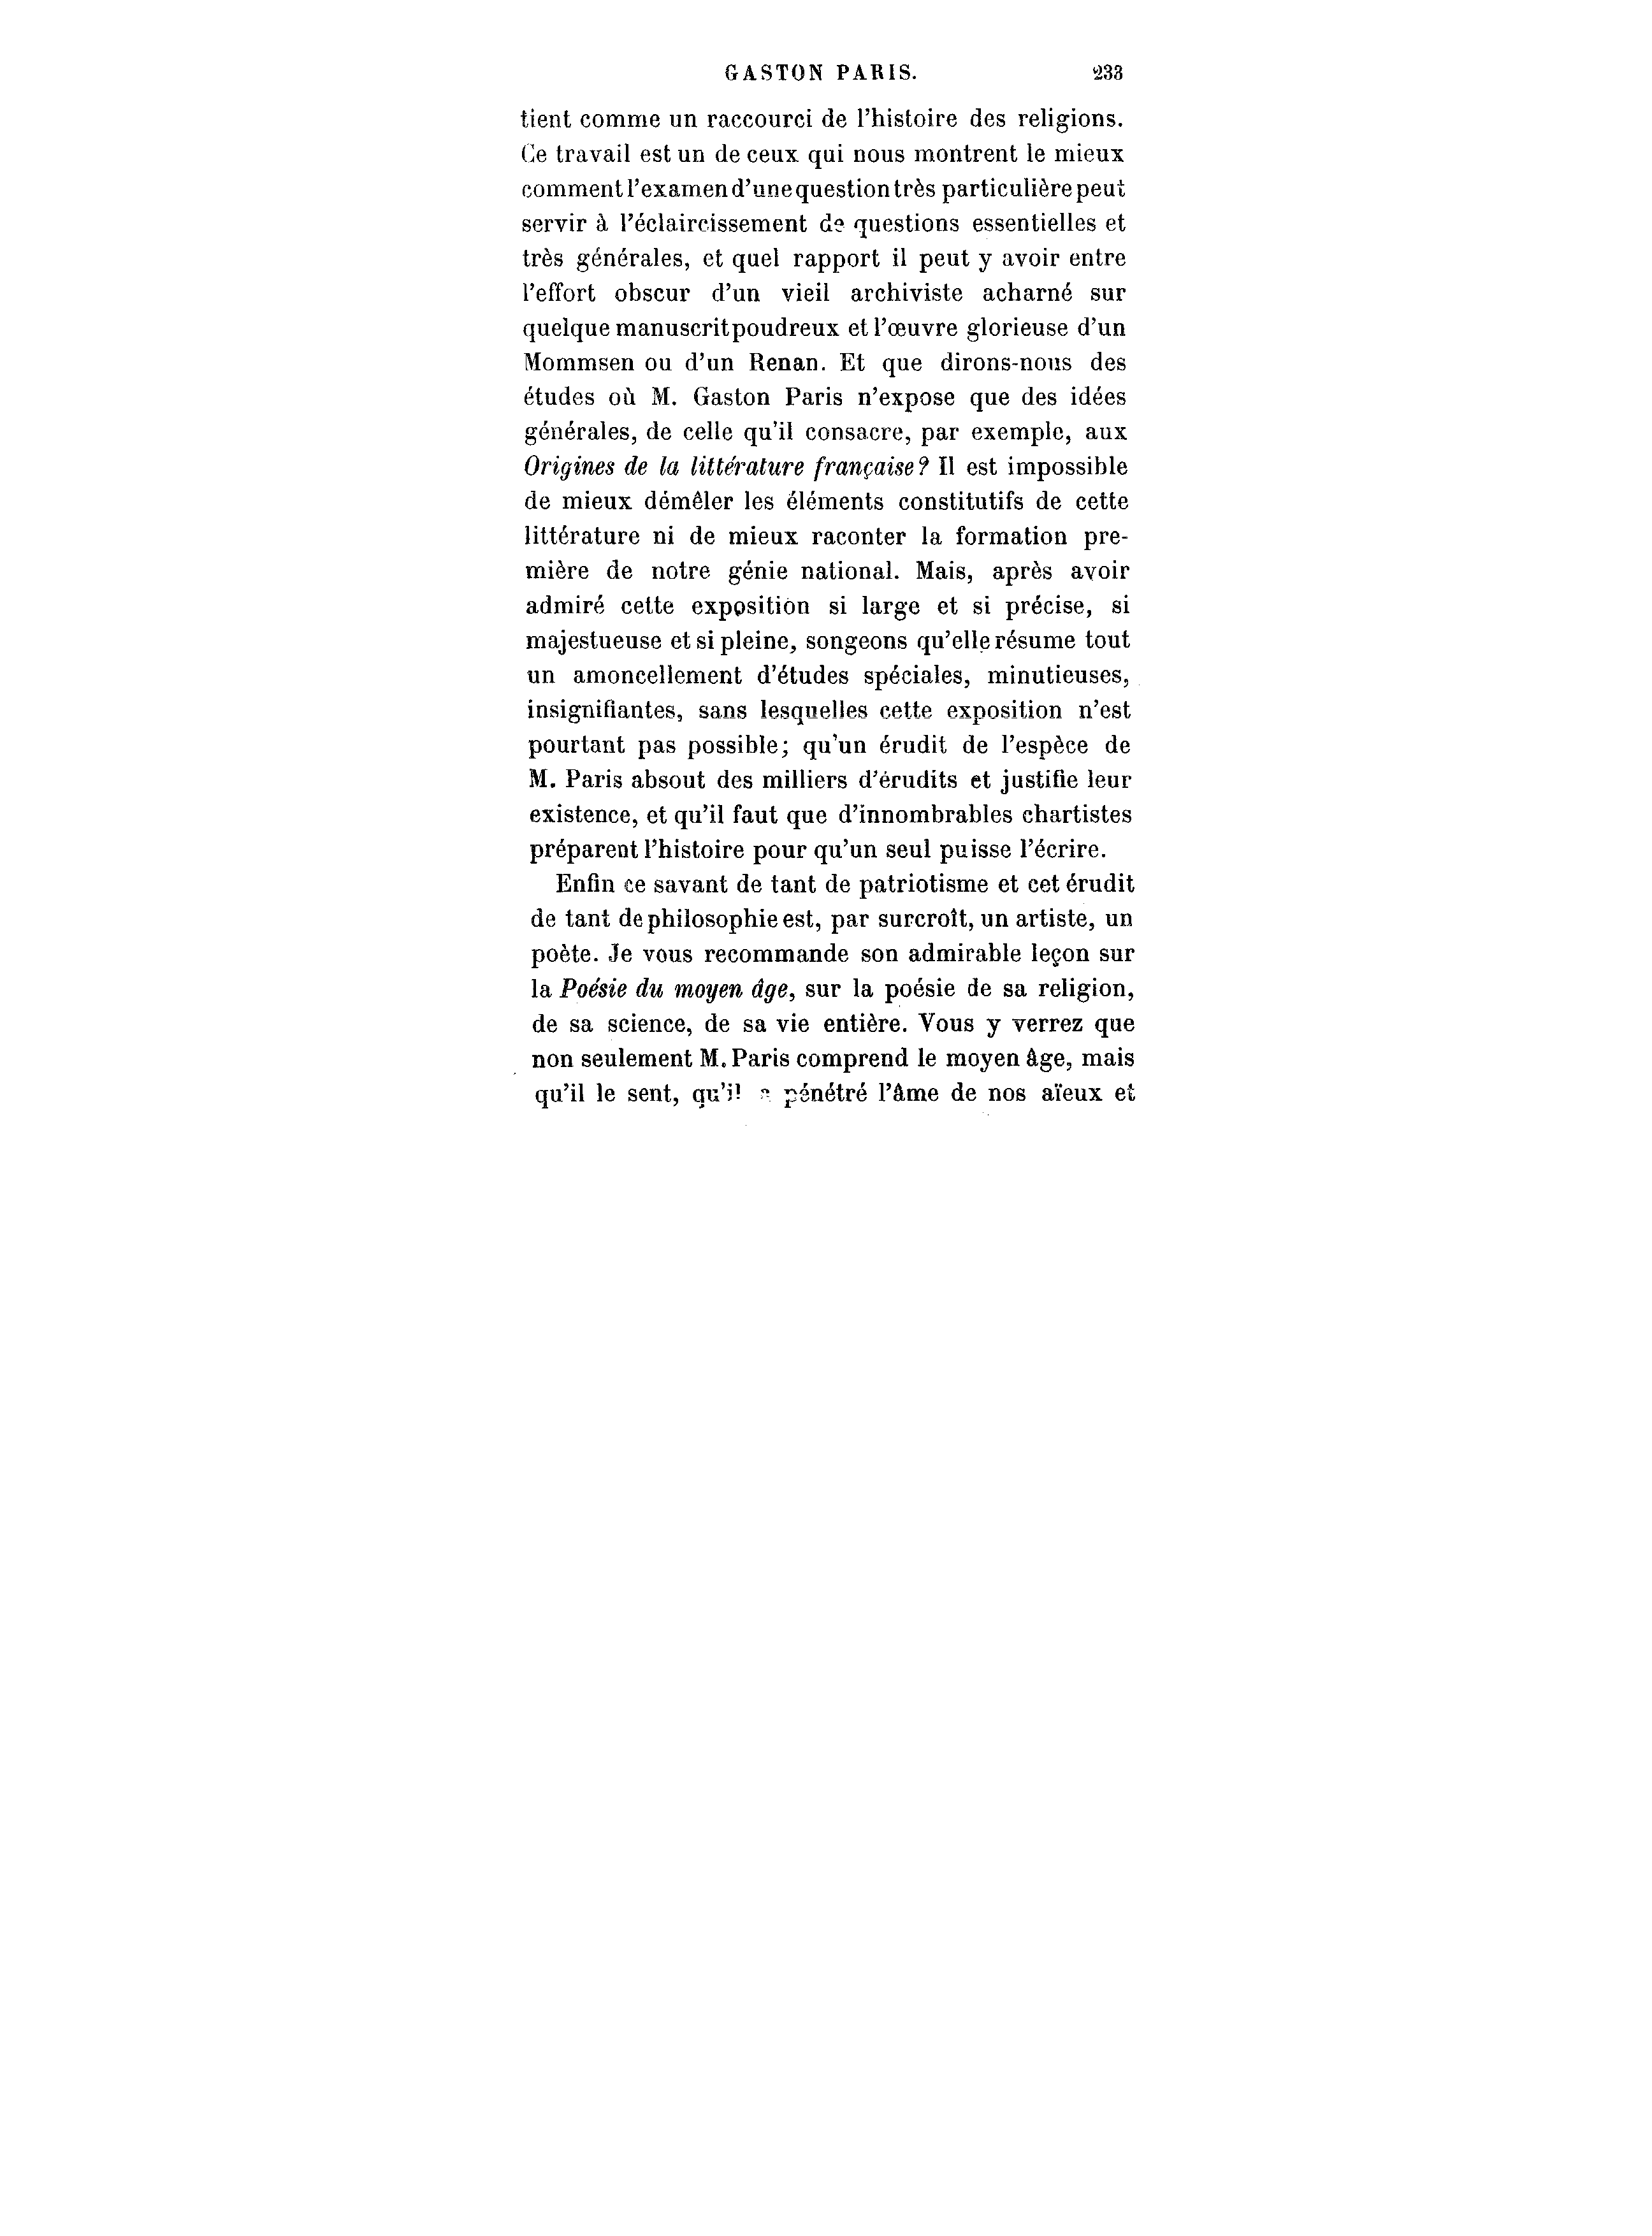 GASTON PARIS. 233
tient comme un raccourci de l'histoire des religions.
Ce travail est un de ceux qui nous montrent le mieux
comment l'examen d'une question très particulière peut
servir à l'éclaircissement de questions essentielles et
très générales, et quel rapport il peut y avoir entre
l'effort obscur d'un vieil archiviste acharné sur
quelque manuscrit poudreux et l'œuvre glorieuse d'un
Mommsen ou d'un Renan. Et que dirons-nous des
études où M. Gaston Paris n'expose que des idées
générales, de celle qu'il consacre, par exemple, aux
Origines de la littérature française? Il est impossible
de mieux démêler les éléments constitutifs de cette
littérature ni de mieux raconter la formation pre-
mière de notre génie national. Mais, après avoir
admiré cette exposition si large et si précise, si
majestueuse et si pleine, songeons qu'elle résume tout
un amoncellement d'études spéciales, minutieuses,
insignifiantes, sans lesquelles cette exposition n'est
pourtant pas possible; qu'un érudit de l'espèce de
M. Paris absout des milliers d'érudits et justifie leur
existence, et qu'il faut que d'innombrables chartistes
préparent l'histoire pour qu'un seul puisse l'écrire.
Enfin ce savant de tant de patriotisme et cet érudit
de tant de philosophie est, par surcroît, un artiste, un
poète. Je vous recommande son admirable leçon sur
la Poésie du moyen âge, sur la poésie de sa religion,
de sa science, de sa vie entière. Vous y verrez que
non seulement M. Paris comprend le moyen âge, mais
qu'il le sent, qu'il a pénétré l'âme de nos aïeux et